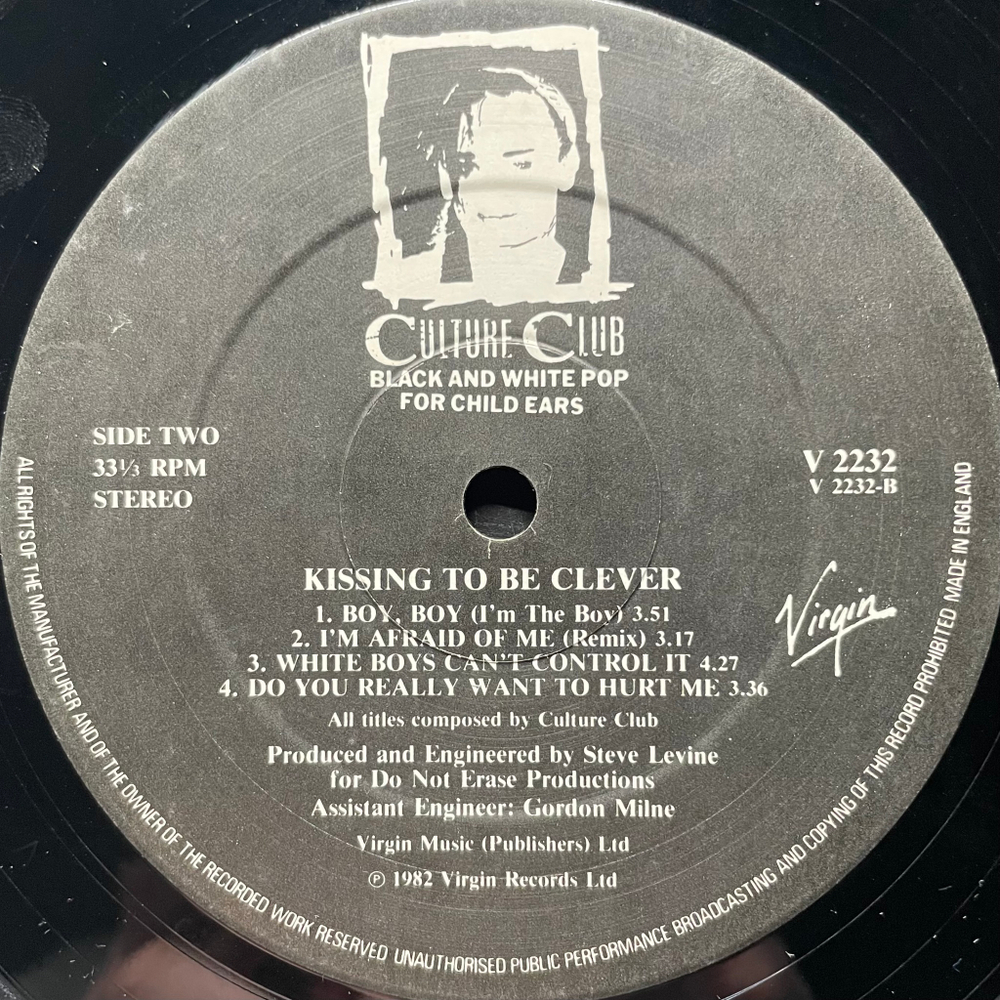 CULTURE CLUB
BLACK AND WHITE POP
FOR CHILD EARS
SIDE TWO
33⅓ RPM
STEREO
V 2232
V 2232-B
KISSING TO BE CLEVER
1. BOY, BOY (I'm The Boy) 3.51
2. I'M AFRAID OF ME (Remix) 3.17
3. WHITE BOYS CAN'T CONTROL IT 4.27
4. DO YOU REALLY WANT TO HURT ME 3.36
Virgin
All titles composed by Culture Club
Produced and Engineered by Steve Levine
for Do Not Erase Productions
Assistant Engineer: Gordon Milne
Virgin Music (Publishers) Ltd
℗ 1982 Virgin Records Ltd
ALL RIGHTS OF THE MANUFACTURER AND OF THE OWNER OF THE RECORDED WORK RESERVED UNAUTHORISED PUBLIC PERFORMANCE BROADCASTING AND COPYING OF THIS RECORD PROHIBITED MADE IN ENGLAND